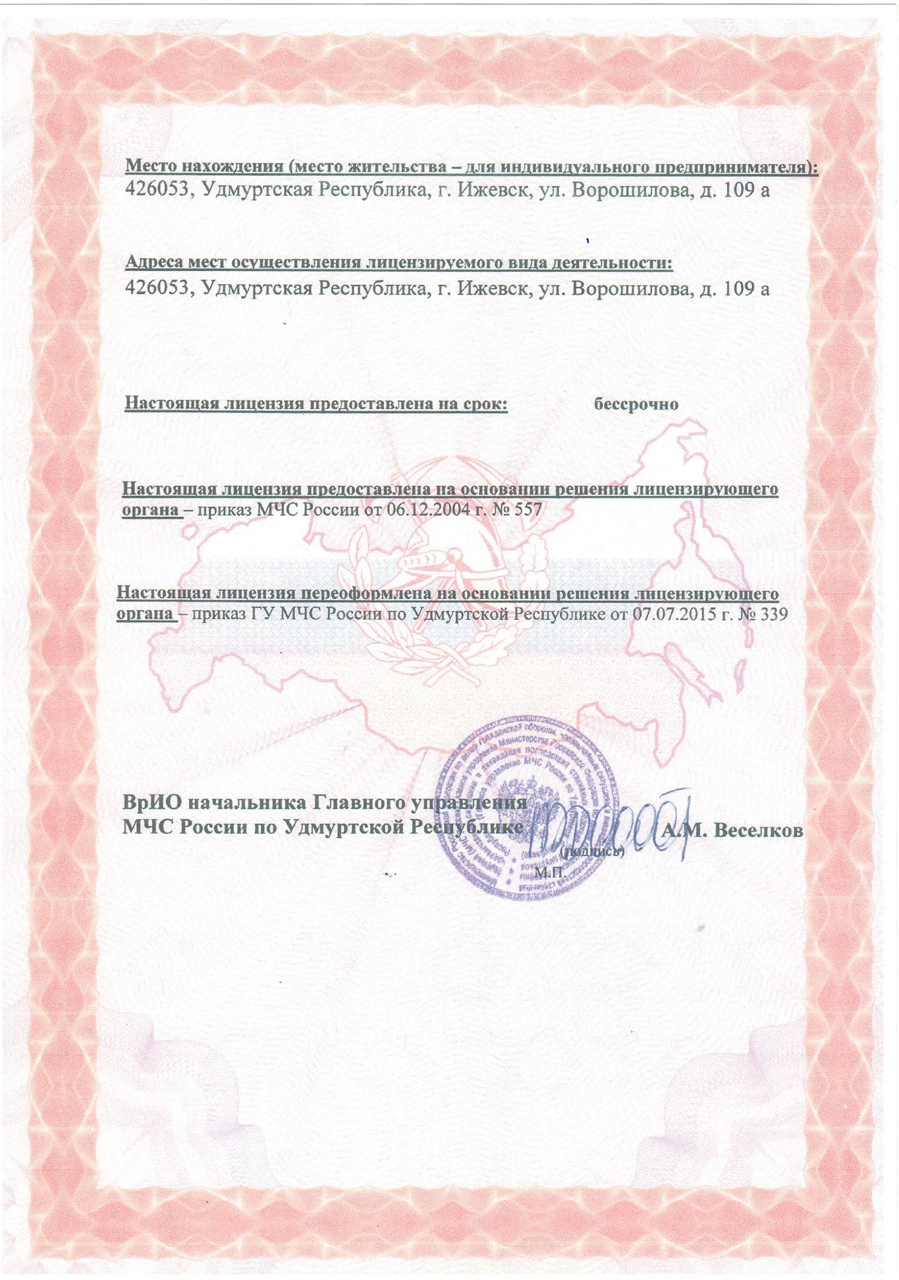 Место нахождения (место жительства – для индивидуального предпринимателя):
426053, Удмуртская Республика, г. Ижевск, ул. Ворошилова, д. 109 а
Адреса мест осуществления лицензируемого вида деятельности:
426053, Удмуртская Республика, г. Ижевск, ул. Ворошилова, д. 109 а
Настоящая лицензия предоставлена на срок: бессрочно
Настоящая лицензия предоставлена на основании решения лицензирующего
органа – приказ МЧС России от 06.12.2004 г. № 557
Настоящая лицензия переоформлена на основании решения лицензирующего
органа – приказ ГУ МЧС России по Удмуртской Республике от 07.07.2015 г. № 339
ВрИО начальника Главного управления
МЧС России по Удмуртской Республике А.М. Веселков
(подпись)
М.П.